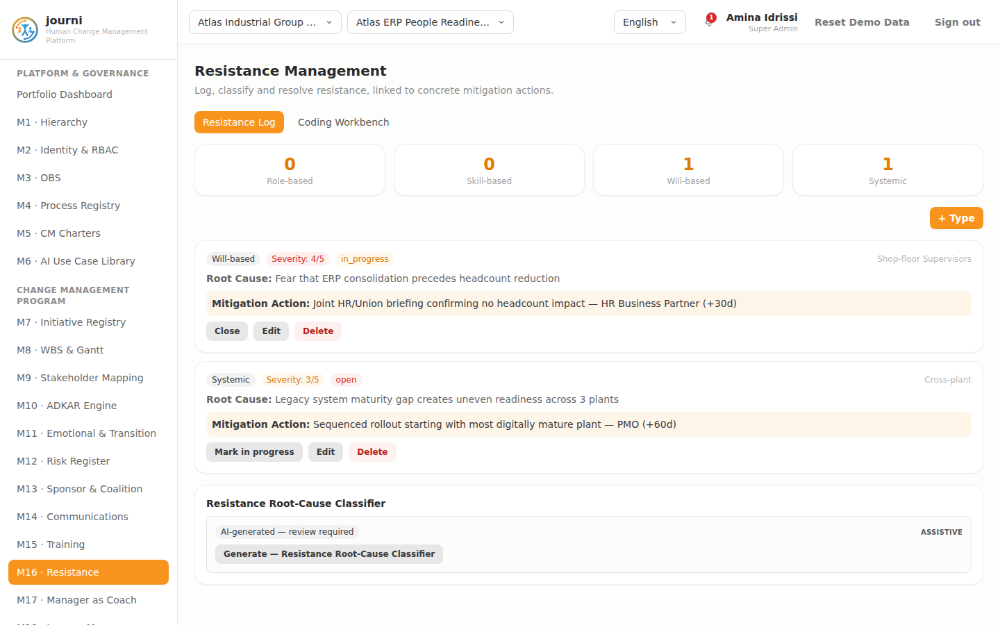 journi
Human Change Management
Platform
Atlas Industrial Group ...
Atlas ERP People Readine...
English
1
Amina Idrissi
Super Admin
Reset Demo Data
Sign out
PLATFORM & GOVERNANCE
Portfolio Dashboard
M1 · Hierarchy
M2 · Identity & RBAC
M3 · OBS
M4 · Process Registry
M5 · CM Charters
M6 · AI Use Case Library
CHANGE MANAGEMENT
PROGRAM
M7 · Initiative Registry
M8 · WBS & Gantt
M9 · Stakeholder Mapping
M10 · ADKAR Engine
M11 · Emotional & Transition
M12 · Risk Register
M13 · Sponsor & Coalition
M14 · Communications
M15 · Training
M16 · Resistance
M17 · Manager as Coach
Resistance Management
Log, classify and resolve resistance, linked to concrete mitigation actions.
Resistance Log
Coding Workbench
0
Role-based
0
Skill-based
1
Will-based
1
Systemic
+ Type
Will-based
Severity: 4/5
in_progress
Shop-floor Supervisors
Root Cause: Fear that ERP consolidation precedes headcount reduction
Mitigation Action: Joint HR/Union briefing confirming no headcount impact — HR Business Partner (+30d)
Close
Edit
Delete
Systemic
Severity: 3/5
open
Cross-plant
Root Cause: Legacy system maturity gap creates uneven readiness across 3 plants
Mitigation Action: Sequenced rollout starting with most digitally mature plant — PMO (+60d)
Mark in progress
Edit
Delete
Resistance Root-Cause Classifier
AI-generated — review required
ASSISTIVE
Generate — Resistance Root-Cause Classifier